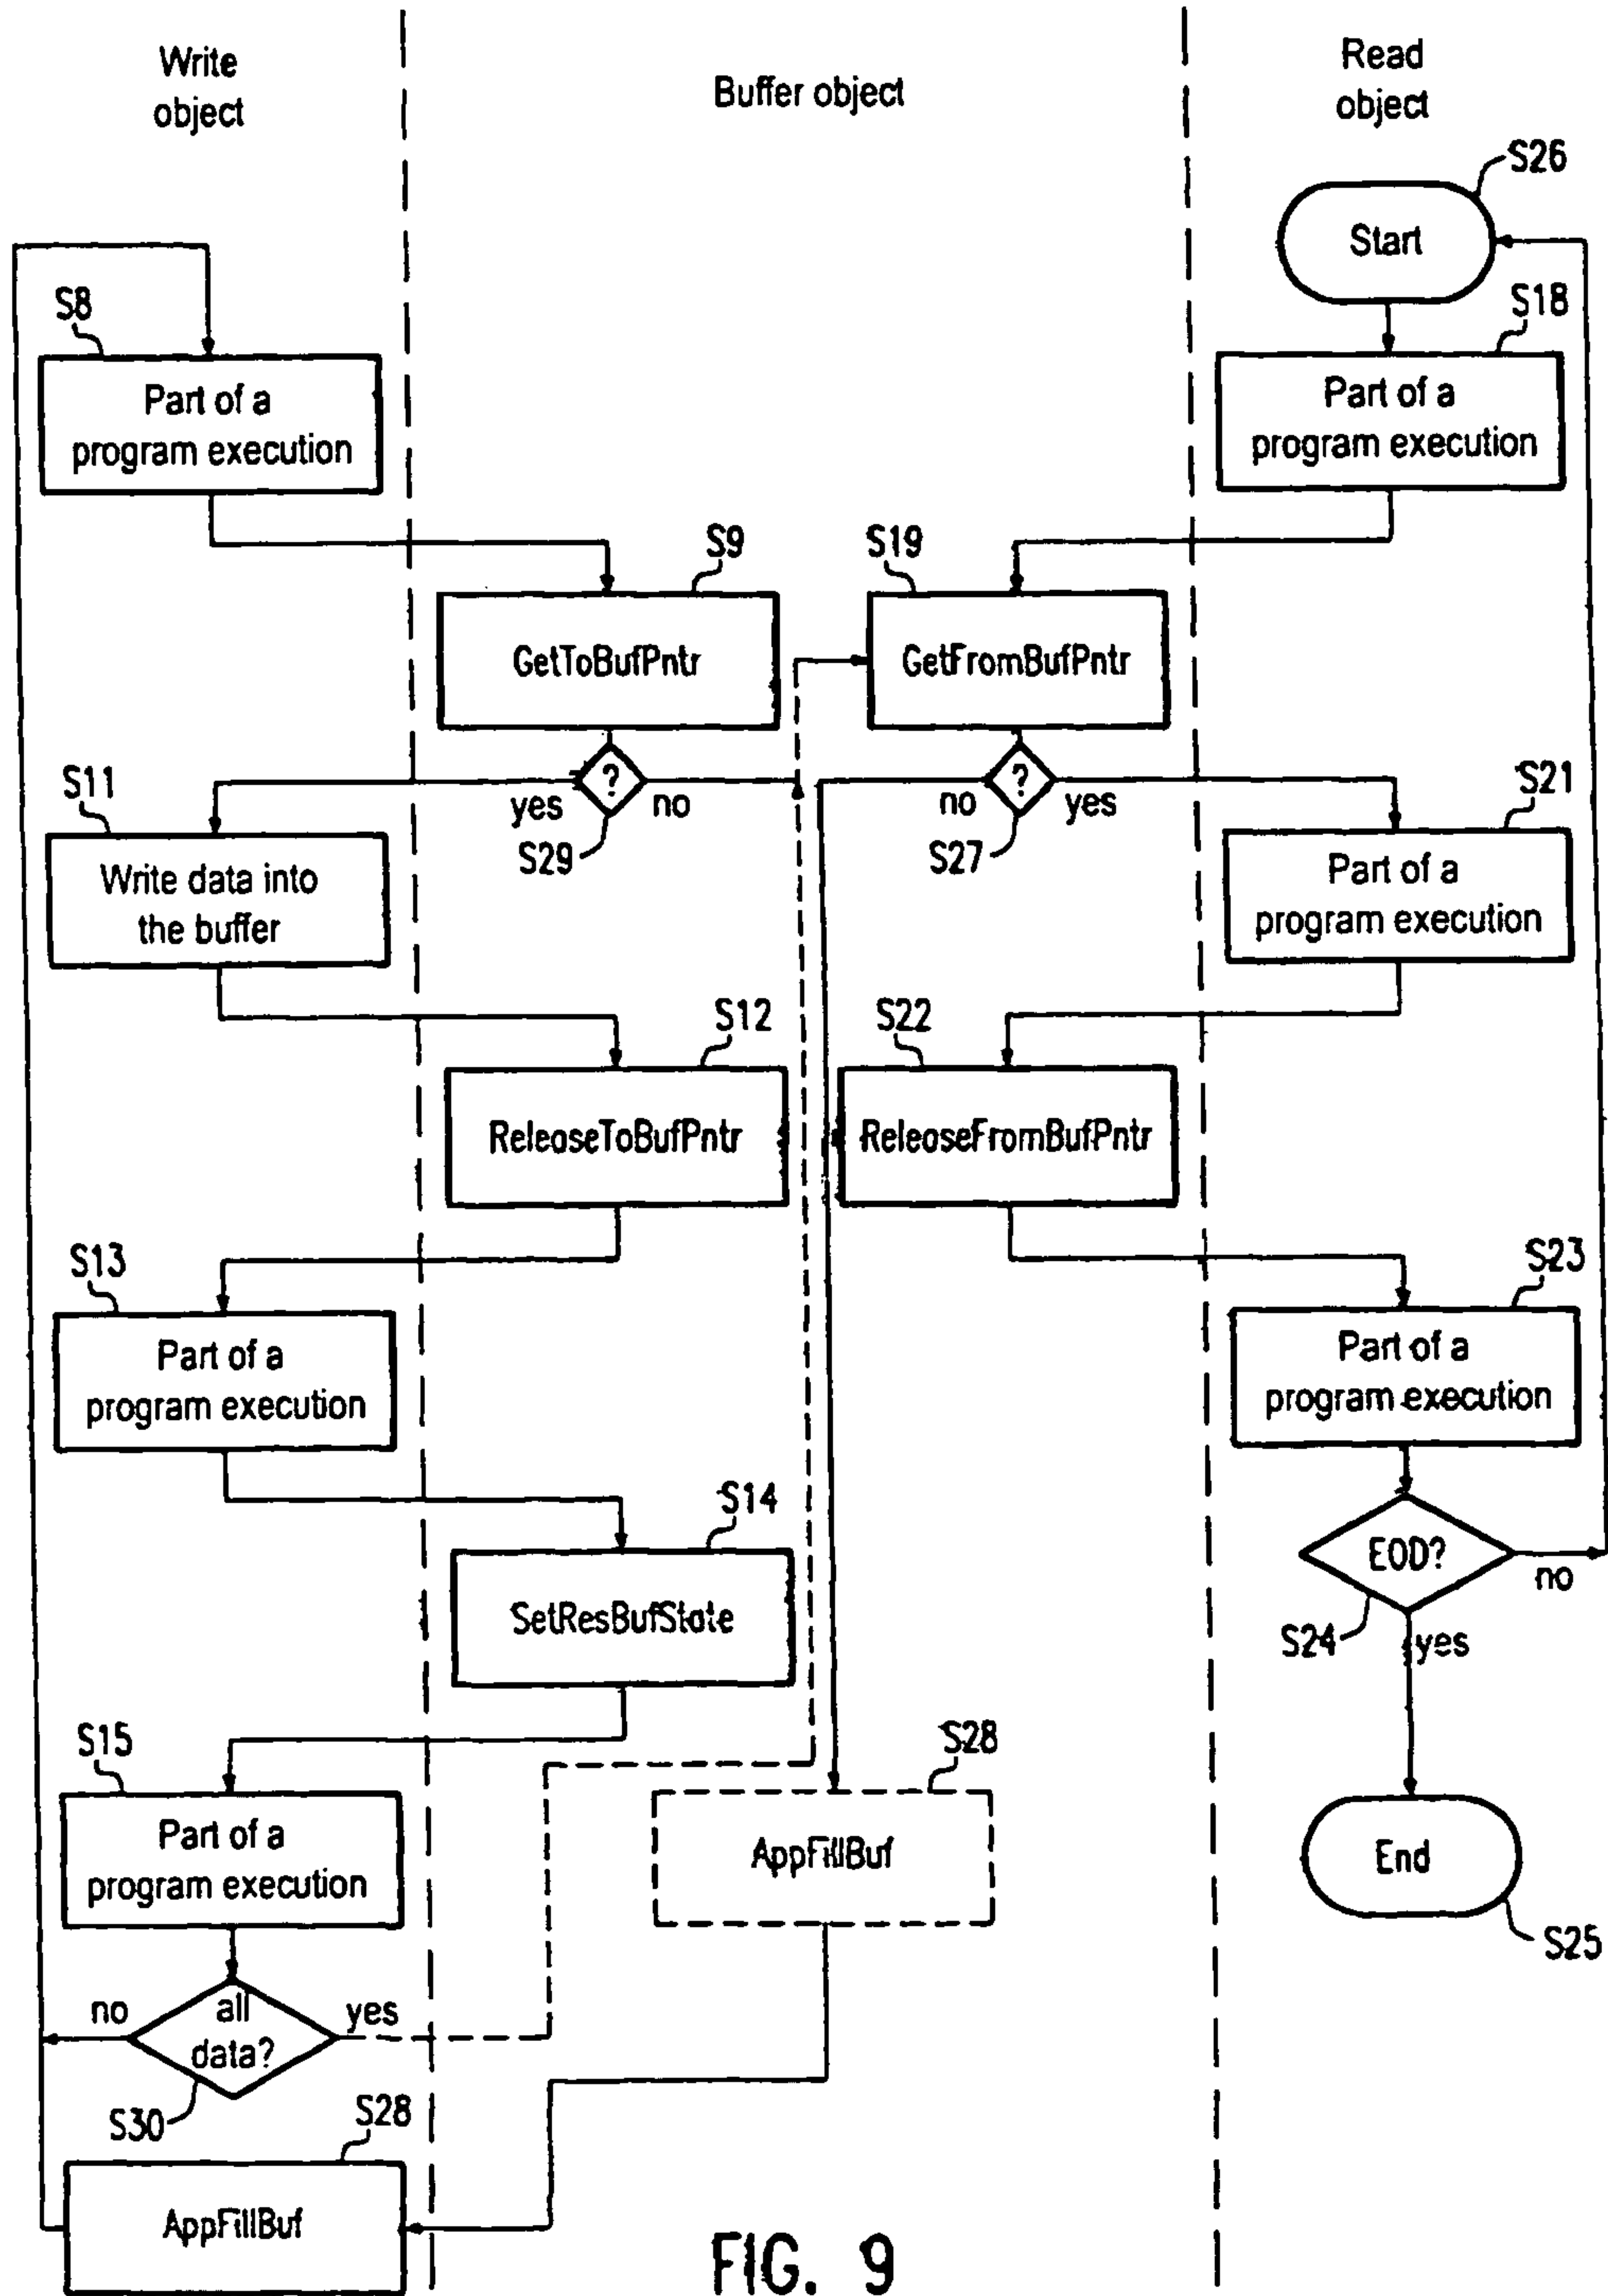 Write
object
Buffer object
Read
object
S26
Start
S8
S18
Part of a
program execution
Part of a
program execution
S9
S19
GetToBufPntr
GetFromBufPntr
S11
?
yes
no
S29
?
no
yes
S27
S21
Write data into
the buffer
Part of a
program execution
S12
S22
ReleaseToBufPntr
ReleaseFromBufPntr
S13
S23
Part of a
program execution
Part of a
program execution
S14
SetResBufState
EOD?
no
S24
yes
S15
S28
Part of a
program execution
AppFillBuf
End
S25
no
all
data?
yes
S30
S28
AppFillBuf
FIG. 9